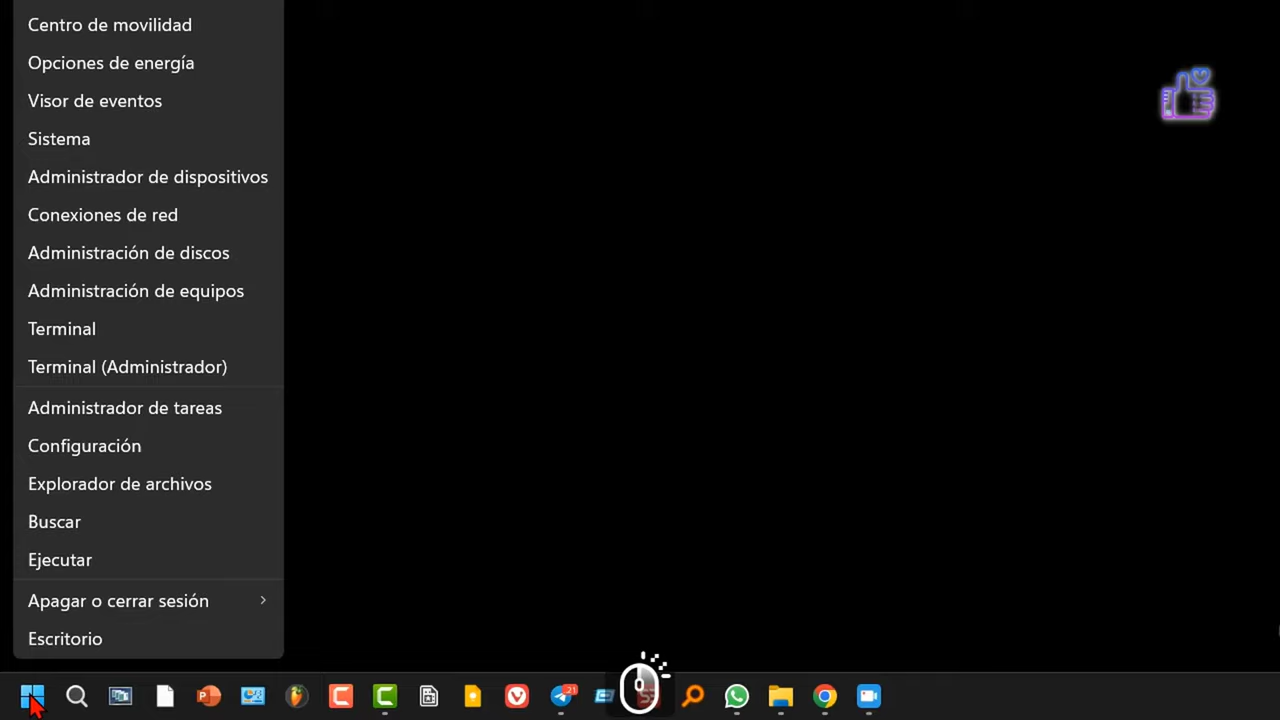 Centro de movilidad
Opciones de energía
Visor de eventos
Sistema
Administrador de dispositivos
Conexiones de red
Administración de discos
Administración de equipos
Terminal
Terminal (Administrador)
Administrador de tareas
Configuración
Explorador de archivos
Buscar
Ejecutar
Apagar o cerrar sesión
Escritorio
21